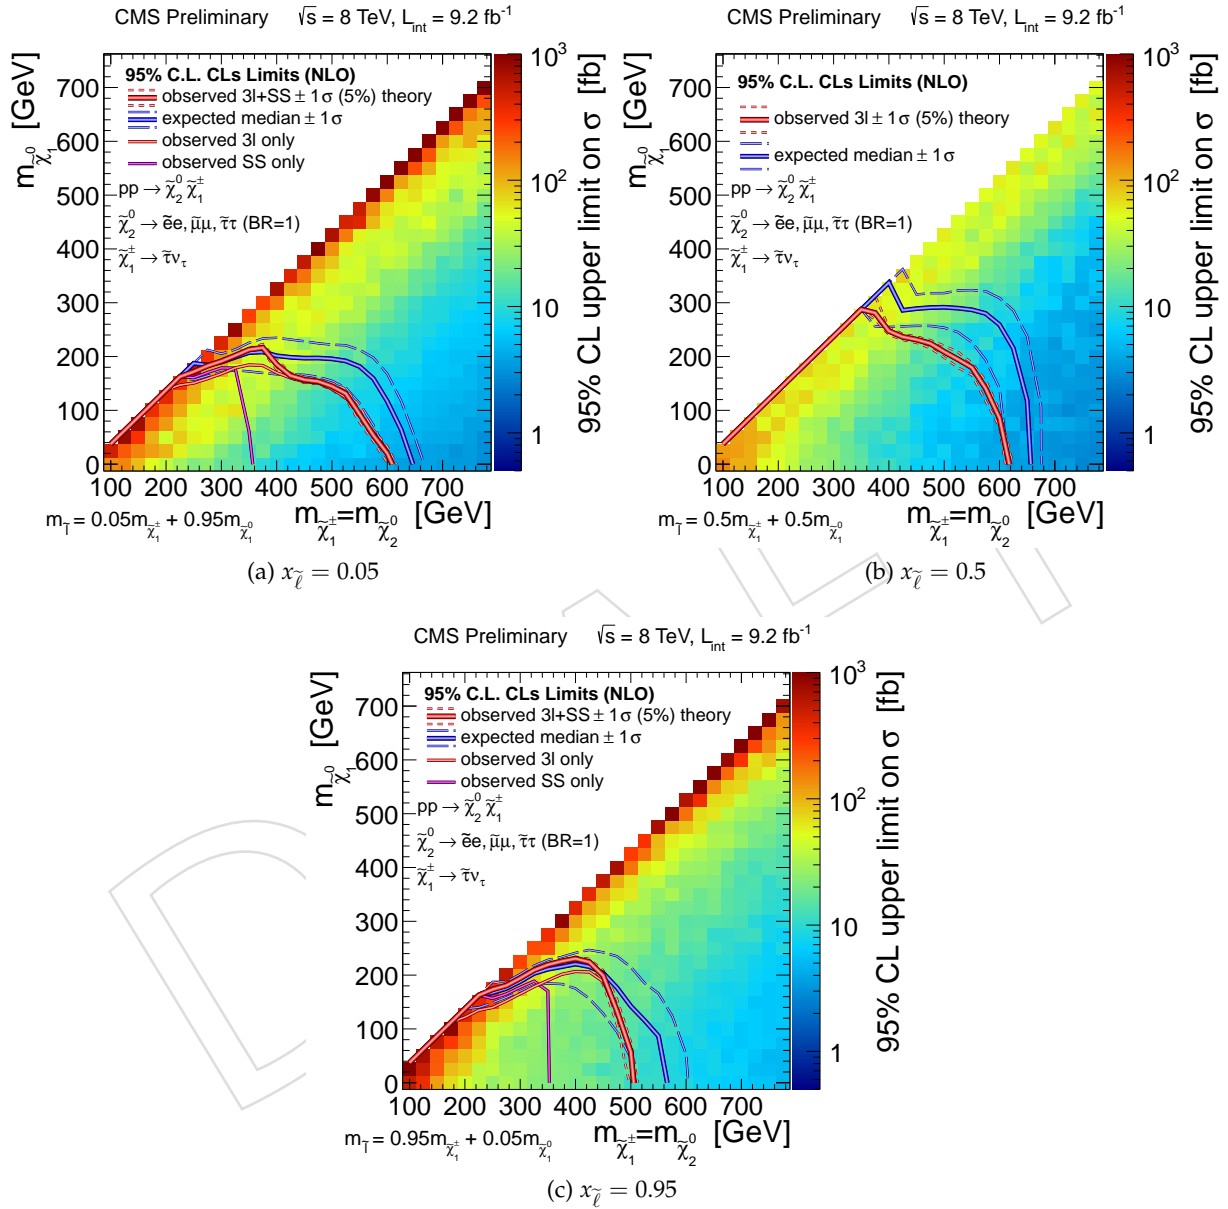 CMS Preliminary √s = 8 TeV, L_int = 9.2 fb⁻¹
95% C.L. CLs Limits (NLO)
observed 3l+SS ± 1σ (5%) theory
expected median ± 1σ
observed 3l only
observed SS only
pp → χ̃₂⁰ χ̃₁±
χ̃₂⁰ → ẽe, μ̃μ, τ̃τ (BR=1)
χ̃₁± → τ̃ν_τ
m_χ̃₁⁰ [GeV]
700
600
500
400
300
200
100
0
100 200 300 400 500 600 700
m_χ̃₁±=m_χ̃₂⁰ [GeV]
m_l̃ = 0.05m_χ̃₁± + 0.95m_χ̃₁⁰
10³
10²
10
1
95% CL upper limit on σ [fb]
(a) x_ℓ̃ = 0.05
CMS Preliminary √s = 8 TeV, L_int = 9.2 fb⁻¹
95% C.L. CLs Limits (NLO)
observed 3l ± 1σ (5%) theory
expected median ± 1σ
pp → χ̃₂⁰ χ̃₁±
χ̃₂⁰ → ẽe, μ̃μ, τ̃τ (BR=1)
χ̃₁± → τ̃ν_τ
m_χ̃₁⁰ [GeV]
700
600
500
400
300
200
100
0
100 200 300 400 500 600 700
m_χ̃₁±=m_χ̃₂⁰ [GeV]
m_l̃ = 0.5m_χ̃₁± + 0.5m_χ̃₁⁰
10³
10²
10
1
95% CL upper limit on σ [fb]
(b) x_ℓ̃ = 0.5
CMS Preliminary √s = 8 TeV, L_int = 9.2 fb⁻¹
95% C.L. CLs Limits (NLO)
observed 3l+SS ± 1σ (5%) theory
expected median ± 1σ
observed 3l only
observed SS only
pp → χ̃₂⁰ χ̃₁±
χ̃₂⁰ → ẽe, μ̃μ, τ̃τ (BR=1)
χ̃₁± → τ̃ν_τ
m_χ̃₁⁰ [GeV]
700
600
500
400
300
200
100
0
100 200 300 400 500 600 700
m_χ̃₁±=m_χ̃₂⁰ [GeV]
m_l̃ = 0.95m_χ̃₁± + 0.05m_χ̃₁⁰
10³
10²
10
1
95% CL upper limit on σ [fb]
(c) x_ℓ̃ = 0.95